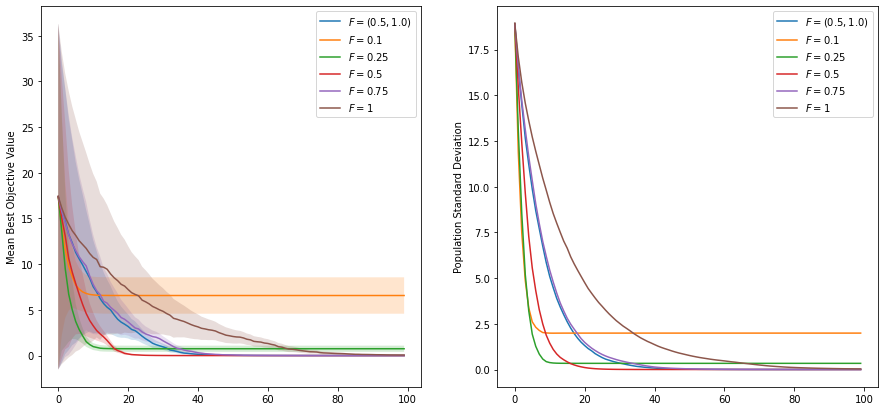 Mean Best Objective Value
35
30
25
20
15
10
5
0
0
20
40
60
80
100
F = (0.5, 1.0)
F = 0.1
F = 0.25
F = 0.5
F = 0.75
F = 1
Population Standard Deviation
17.5
15.0
12.5
10.0
7.5
5.0
2.5
0.0
0
20
40
60
80
100
F = (0.5, 1.0)
F = 0.1
F = 0.25
F = 0.5
F = 0.75
F = 1